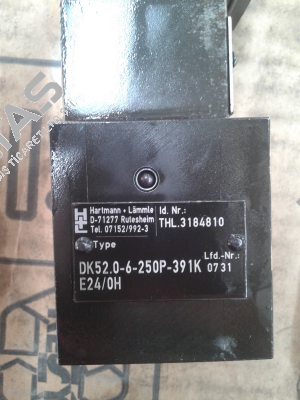 Hartmann + Lämmle
D-71277 Rutesheim
Tel. 07152/992-3
Id. Nr.:
THL.3184810
Type
Lfd.-Nr.:
DK52.0-6-250P-391K 0731
E24/0H